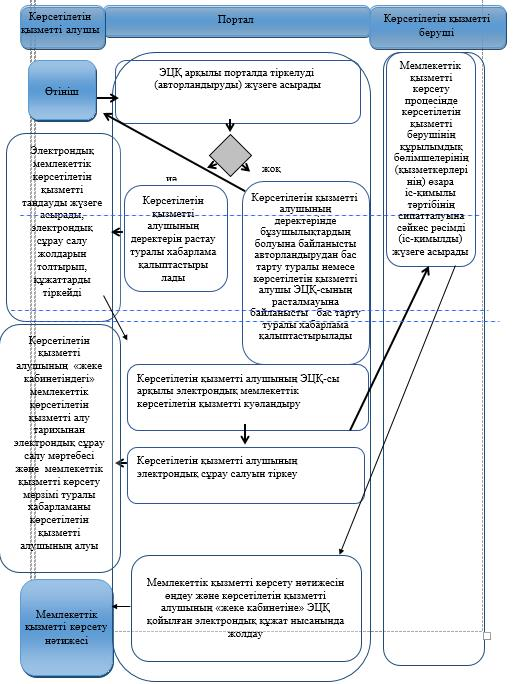 Көрсетілетін
қызметті алушы
Портал
Көрсетілетін қызметті
беруші
Өтініш
ЭЦҚ арқылы порталда тіркелуді
(авторландыруды) жүзеге асырады
иә
жоқ
Электрондық
мемлекеттік
көрсетілетін
қызметті
таңдауды жүзеге
асырады,
электрондық
сұрау салу
жолдарын
толтырып,
құжаттарды
тіркейді
Көрсетілетін
қызметті
алушының
деректерін растау
туралы хабарлама
қалыптастыры
лады
Көрсетілетін қызметті
алушының
деректерінде
бұзушылықтардың
болуына байланысты
авторландырудан бас
тарту туралы немесе
көрсетілетін қызметті
алушы ЭЦҚ-сының
расталмауына
байланысты бас тарту
туралы хабарлама
қалыптастырылады
Мемлекеттік
қызметті
көрсету
процесінде
көрсетілетін
қызметті
берушінің
құрылымдық
бөлімшелерінің
(қызметкерлері
нің) өзара
іс-қимылы
тәртібінің
сипатталуына
сәйкес рәсімді
(іс-қимылды)
жүзеге асырады
Көрсетілетін қызметті алушының ЭЦҚ-сы
арқылы электрондық мемлекеттік
көрсетілетін қызметті куәландыру
Көрсетілетін
қызметті
алушының «жеке
кабинетіндегі»
мемлекеттік
көрсетілетін
қызметті алу
тарихынан
электрондық сұрау
салу мәртебесі
және мемлекеттік
қызметті көрсету
мерзімі туралы
хабарламаны
көрсетілетін
қызметті
алушының алуы
Көрсетілетін қызметті алушының
электрондық сұрау салуын тіркеу
Мемлекеттік қызметті көрсету нәтижесін
өңдеу және көрсетілетін қызметті
алушының «жеке кабинетіне» ЭЦҚ
қойылған электрондық құжат нысанында
жолдау
Мемлекеттік
қызметті көрсету
нәтижесі